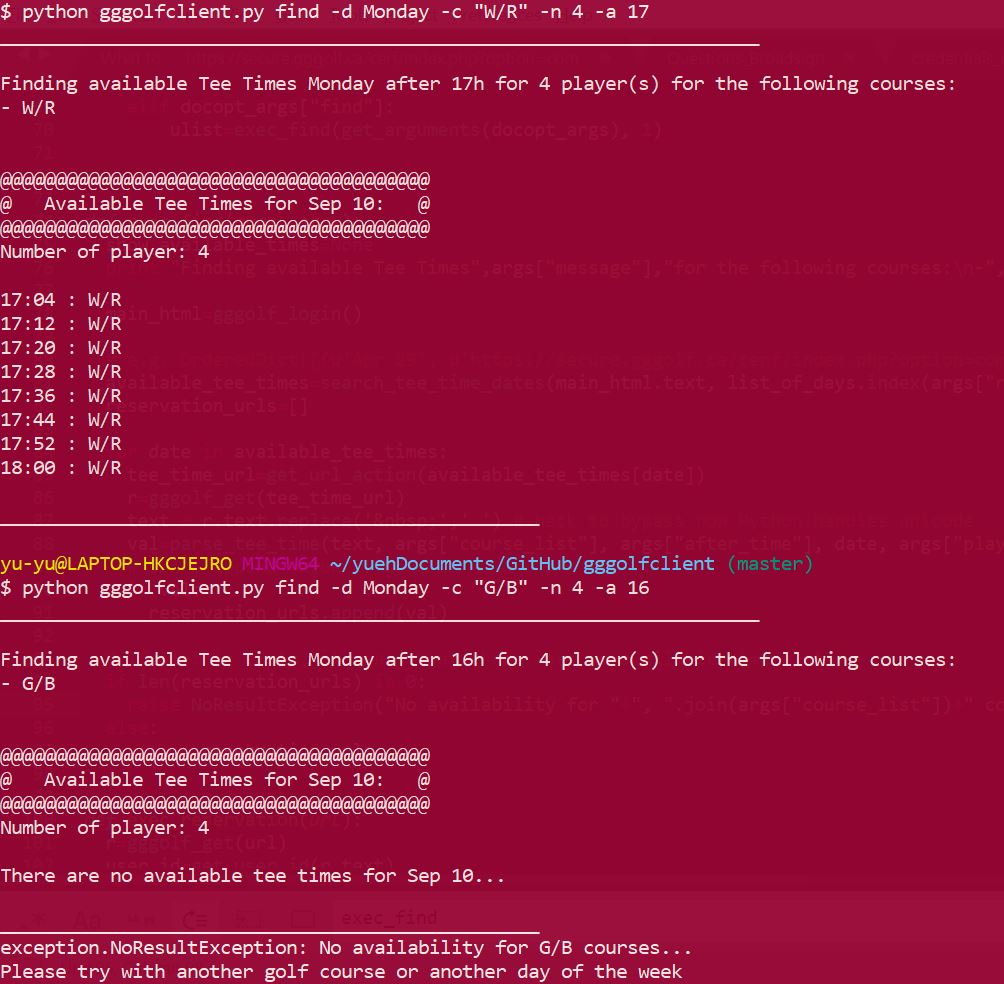 $ python gggolfclient.py find -d Monday -c "W/R" -n 4 -a 17
Finding available Tee Times Monday after 17h for 4 player(s) for the following courses:
- W/R
@@@@@@@@@@@@@@@@@@@@@@@@@@@@@@@@@@@@@@@
@   Available Tee Times for Sep 10:   @
@@@@@@@@@@@@@@@@@@@@@@@@@@@@@@@@@@@@@@@
Number of player: 4
17:04 : W/R
17:12 : W/R
17:20 : W/R
17:28 : W/R
17:36 : W/R
17:44 : W/R
17:52 : W/R
18:00 : W/R
yu-yu@LAPTOP-HKCJEJRO MINGW64 ~/yuehDocuments/GitHub/gggolfclient (master)
$ python gggolfclient.py find -d Monday -c "G/B" -n 4 -a 16
Finding available Tee Times Monday after 16h for 4 player(s) for the following courses:
- G/B
@@@@@@@@@@@@@@@@@@@@@@@@@@@@@@@@@@@@@@@
@   Available Tee Times for Sep 10:   @
@@@@@@@@@@@@@@@@@@@@@@@@@@@@@@@@@@@@@@@
Number of player: 4
There are no available tee times for Sep 10...
exception.NoResultException: No availability for G/B courses...
Please try with another golf course or another day of the week